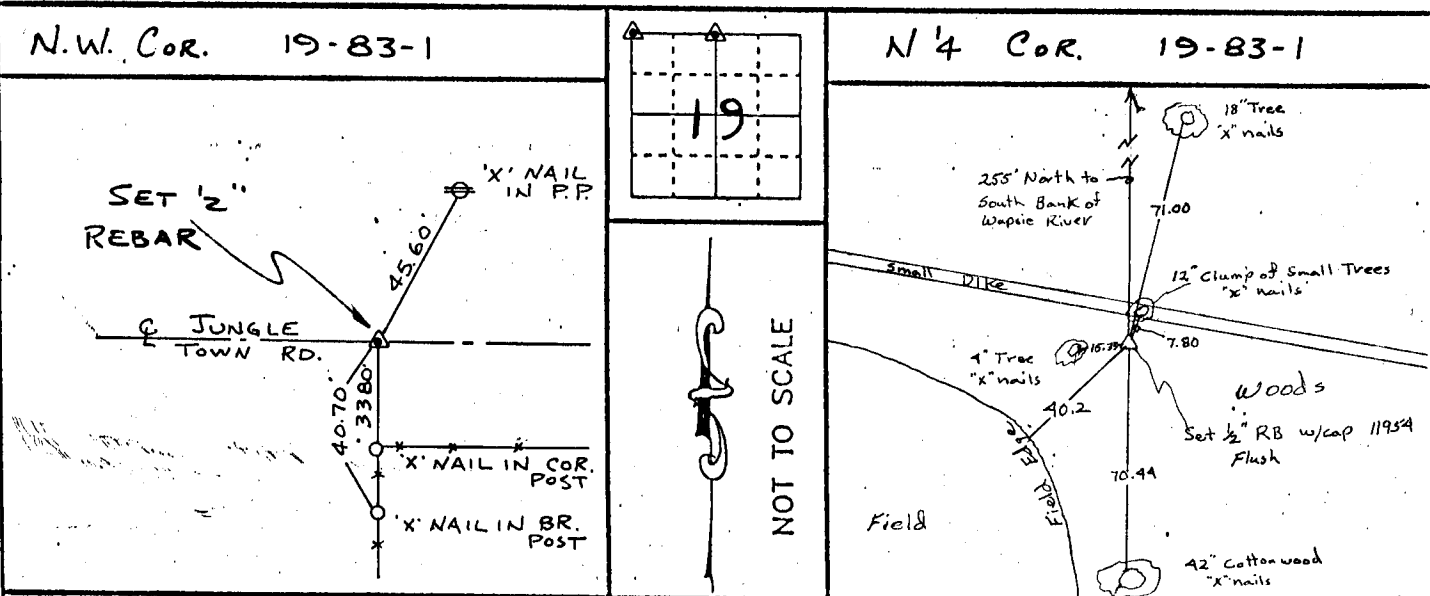 N.W. COR. 19-83-1
SET 1/2"
REBAR
'X' NAIL
IN P.P.
45.60'
℄ JUNGLE
TOWN RD.
40.70'
33.80'
'X' NAIL IN COR.
POST
'X' NAIL IN BR.
POST
19
NOT TO SCALE
N 1/4 COR. 19-83-1
18" Tree
"x" nails
255' North to
South Bank of
Wapsie River
71.00
Small Dike
12" Clump of Small Trees
"x" nails
7.80
4" Tree
"x" nails
40.2
Woods
Set 1/2" RB w/cap 11954
Flush
70.44
Field Edge
Field
42" Cottonwood
"x" nails